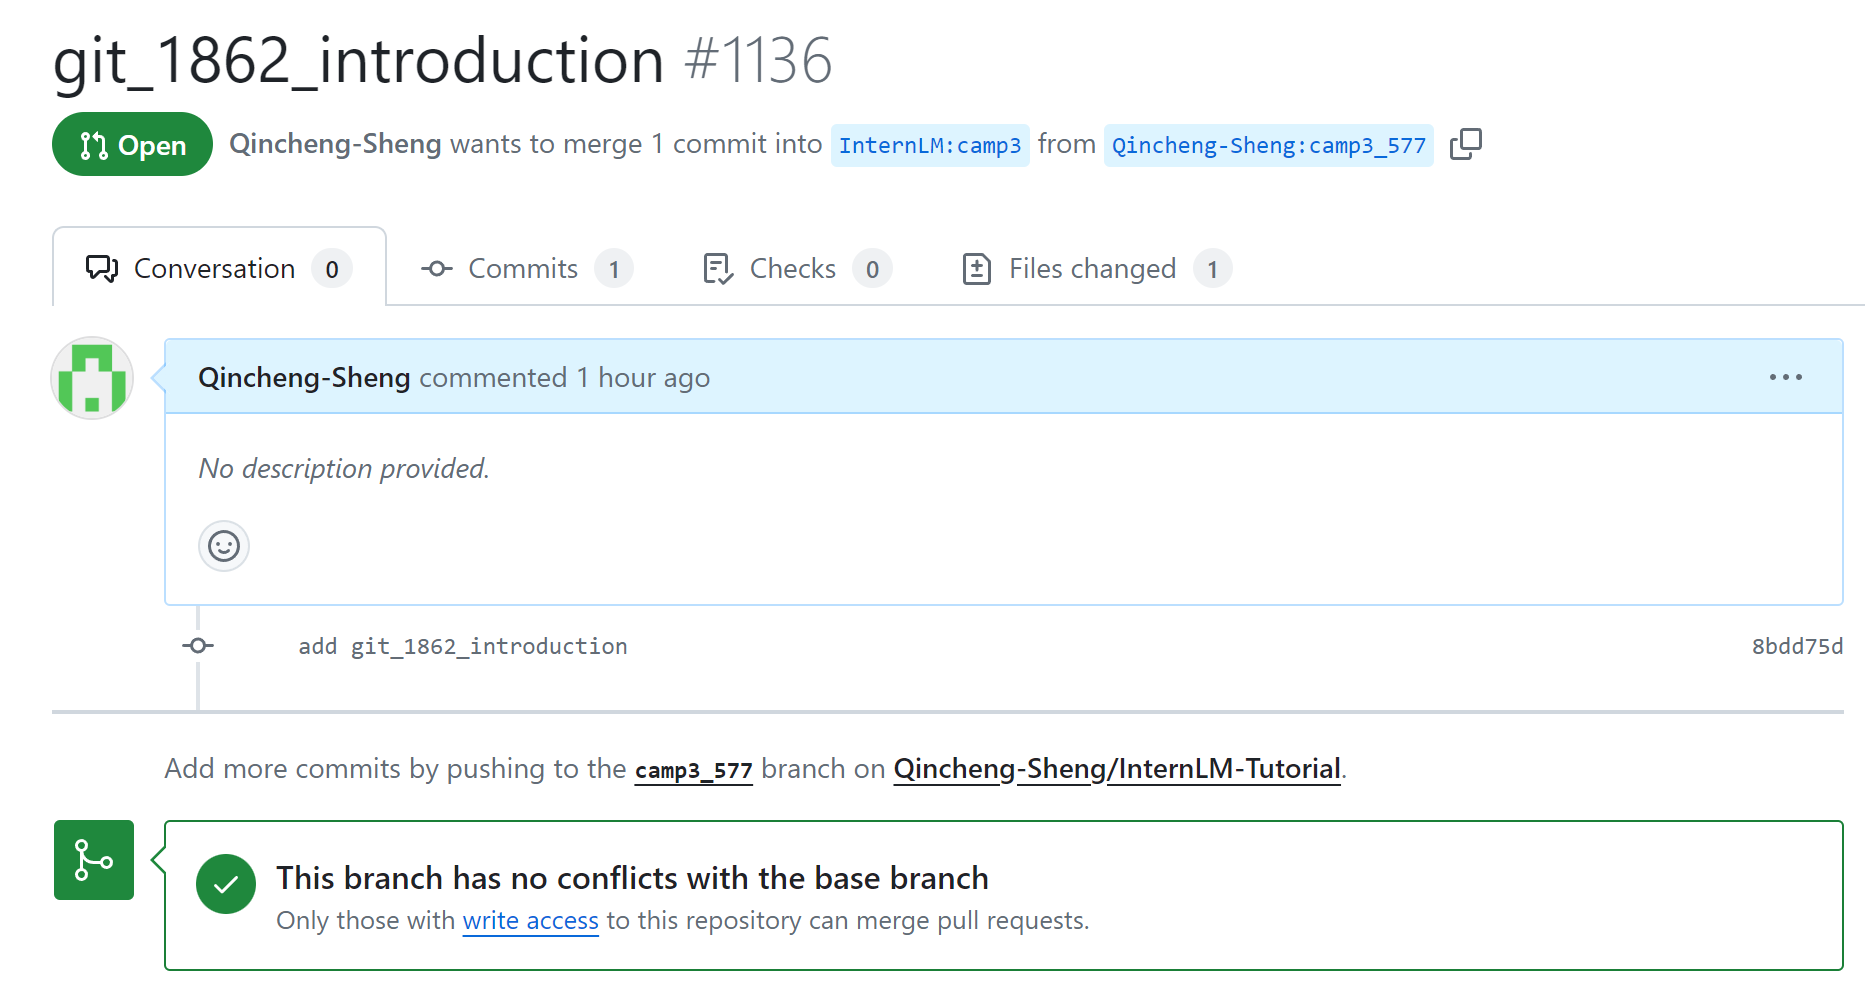 git_1862_introduction #1136
Open Qincheng-Sheng wants to merge 1 commit into InternLM:camp3 from Qincheng-Sheng:camp3_577
Conversation 0 Commits 1 Checks 0 Files changed 1
Qincheng-Sheng commented 1 hour ago
No description provided.
add git_1862_introduction 8bdd75d
Add more commits by pushing to the camp3_577 branch on Qincheng-Sheng/InternLM-Tutorial.
This branch has no conflicts with the base branch
Only those with write access to this repository can merge pull requests.